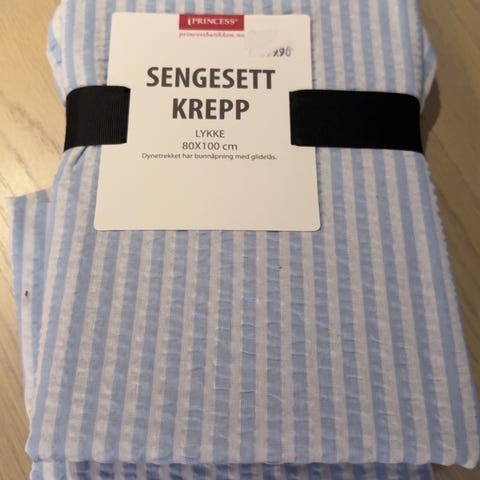 PRINCESS
princessbutikken.no
SENGESETT
KREPP
LYKKE
80X100 cm
Dynetrekket har bunnåpning med glidelås.